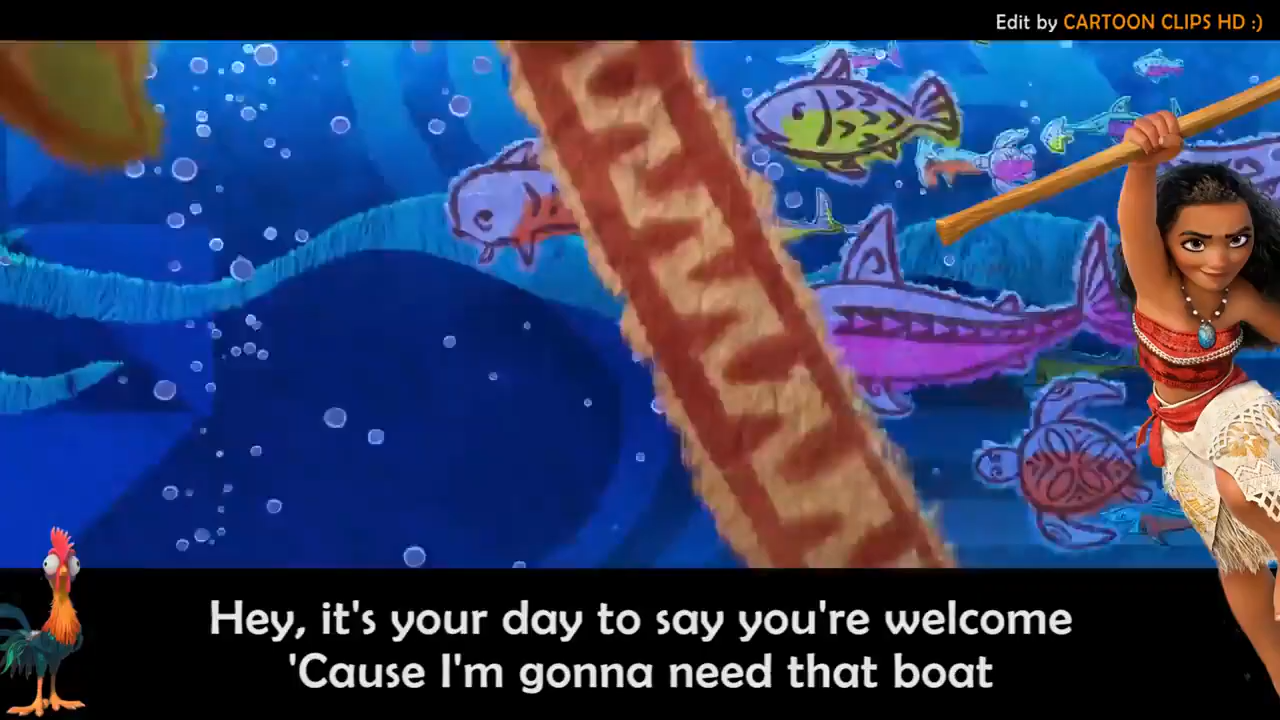 Edit by CARTOON CLIPS HD :)
Hey, it's your day to say you're welcome
'Cause I'm gonna need that boat